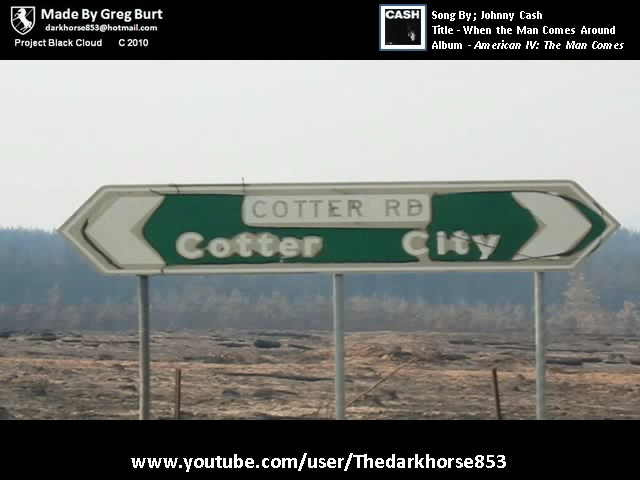 Made By Greg Burt
darkhorse853@hotmail.com
Project Black Cloud C 2010
CASH
Song By; Johnny Cash
Title - When the Man Comes Around
Album - American IV: The Man Comes
COTTER RD
Cotter City
www.youtube.com/user/Thedarkhorse853